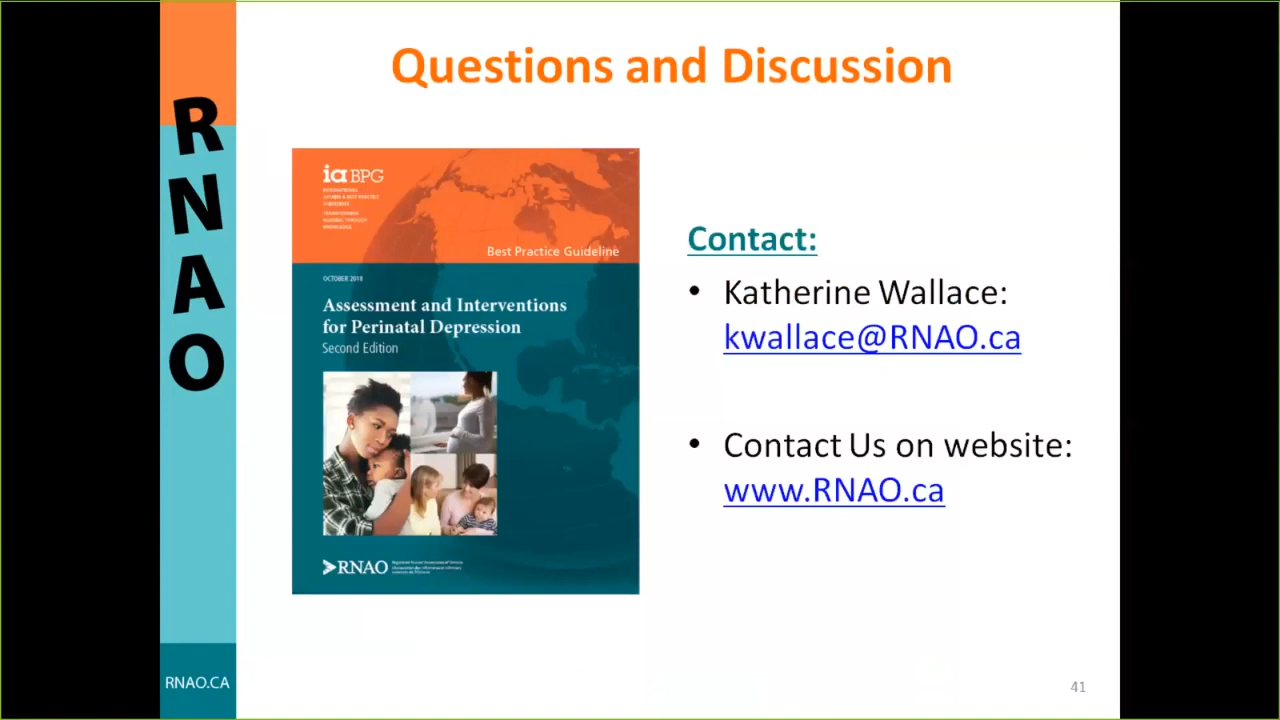 Questions and Discussion
R
N
A
O
RNAO.CA
ia BPG
INTERNATIONAL
BEST PRACTICE
GUIDELINES
TRANSFORMING
NURSING THROUGH
KNOWLEDGE
Best Practice Guideline
OCTOBER 2018
Assessment and Interventions
for Perinatal Depression
Second Edition
RNAO
Contact:
• Katherine Wallace:
kwallace@RNAO.ca
• Contact Us on website:
www.RNAO.ca
41